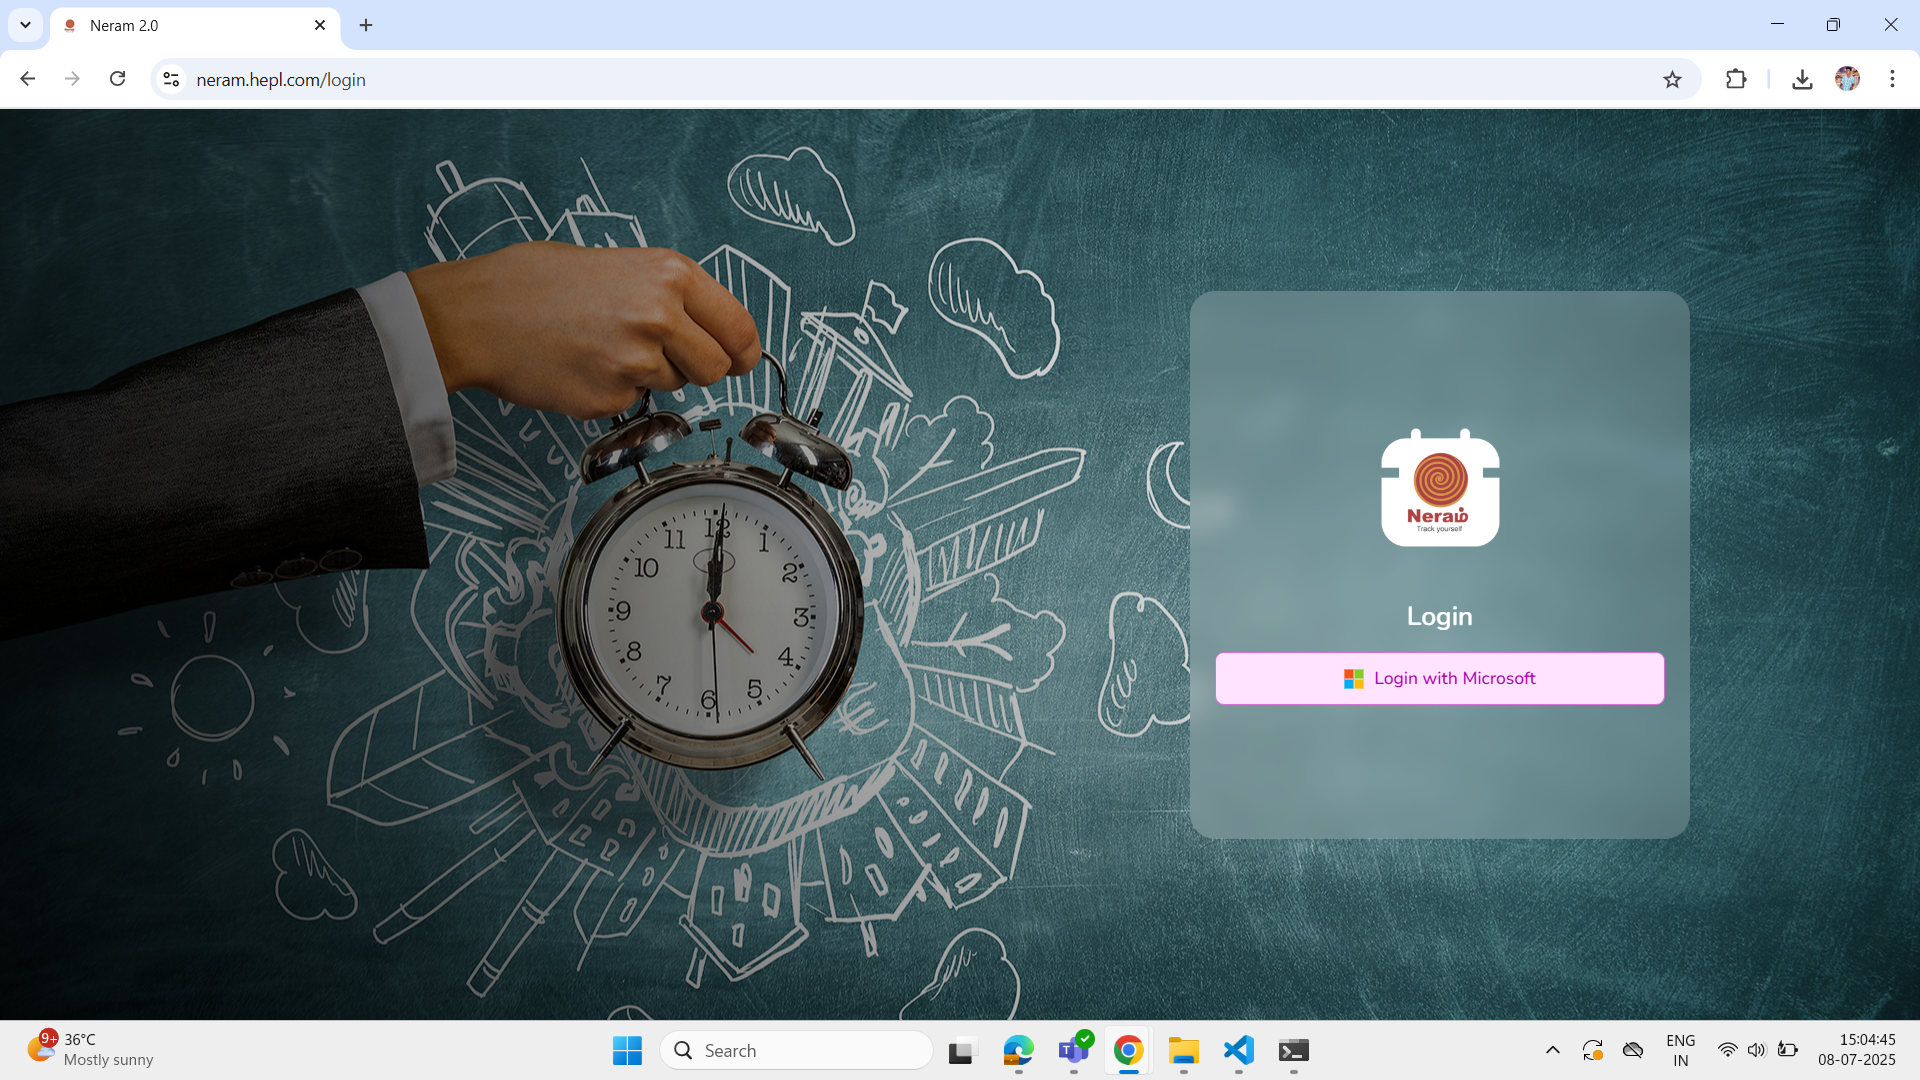 Neram 2.0
neram.hepl.com/login
12
1
2
3
4
5
6
7
8
9
10
11
Neraம்
Track yourself
Login
Login with Microsoft
9+
36°C
Mostly sunny
Search
ENG
IN
15:04:45
08-07-2025